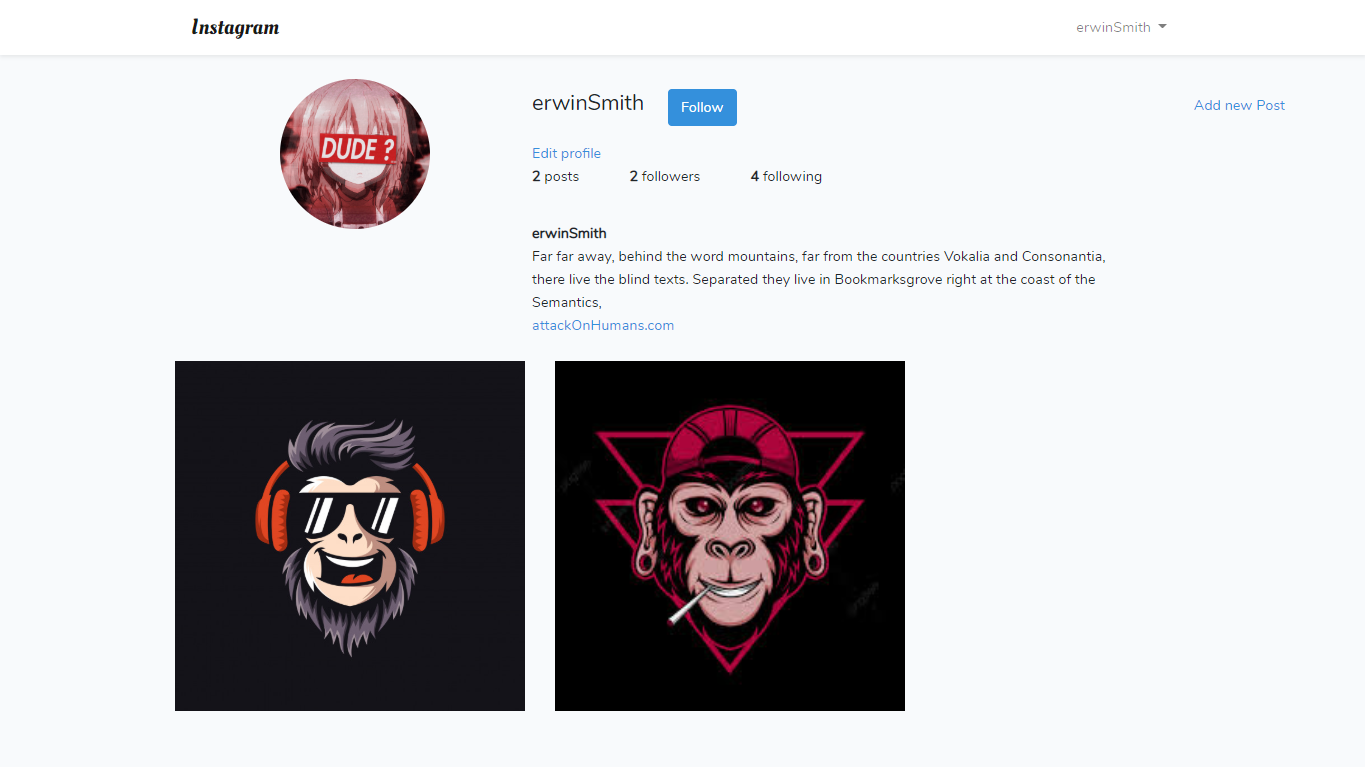 Instagram
erwinSmith
DUDE ?
erwinSmith
Follow
Add new Post
Edit profile
2 posts
2 followers
4 following
erwinSmith
Far far away, behind the word mountains, far from the countries Vokalia and Consonantia,
there live the blind texts. Separated they live in Bookmarksgrove right at the coast of the
Semantics,
attackOnHumans.com